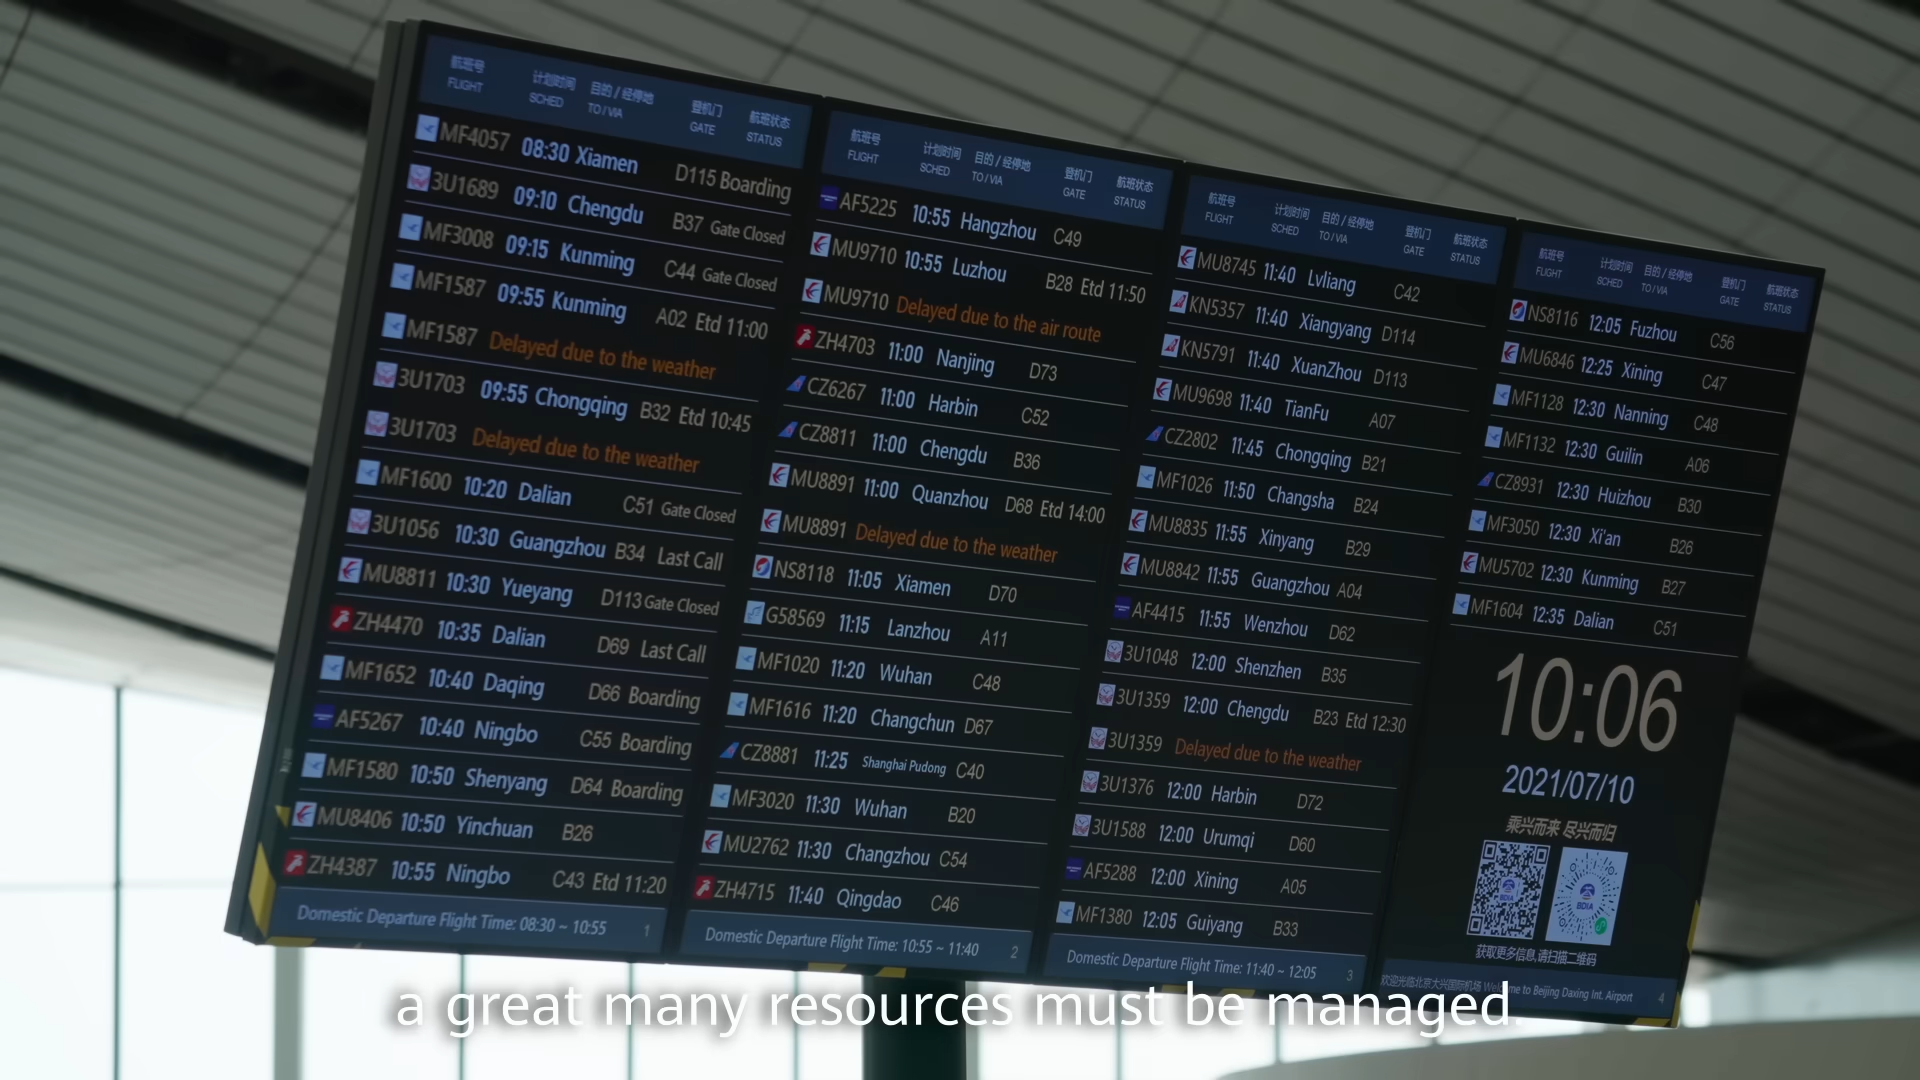 航班号 计划时间 目的 / 经停地 登机门 航班状态
FLIGHT SCHED TO / VIA GATE STATUS
MF4057 08:30 Xiamen D115 Boarding
3U1689 09:10 Chengdu B37 Gate Closed
MF3008 09:15 Kunming C44 Gate Closed
MF1587 09:55 Kunming A02 Etd 11:00
MF1587 Delayed due to the weather
3U1703 09:55 Chongqing B32 Etd 10:45
3U1703 Delayed due to the weather
MF1600 10:20 Dalian C51 Gate Closed
3U1056 10:30 Guangzhou B34 Last Call
MU8811 10:30 Yueyang D113 Gate Closed
ZH4470 10:35 Dalian D69 Last Call
MF1652 10:40 Daqing D66 Boarding
AF5267 10:40 Ningbo C55 Boarding
MF1580 10:50 Shenyang D64 Boarding
MU8406 10:50 Yinchuan B26
ZH4387 10:55 Ningbo C43 Etd 11:20
Domestic Departure Flight Time: 08:30 ~ 10:55 1
航班号 计划时间 目的 / 经停地 登机门 航班状态
FLIGHT SCHED TO / VIA GATE STATUS
AF5225 10:55 Hangzhou C49
MU9710 10:55 Luzhou B28 Etd 11:50
MU9710 Delayed due to the air route
ZH4703 11:00 Nanjing D73
CZ6267 11:00 Harbin C52
CZ8811 11:00 Chengdu B36
MU8891 11:00 Quanzhou D68 Etd 14:00
MU8891 Delayed due to the weather
NS8118 11:05 Xiamen D70
G58569 11:15 Lanzhou A11
MF1020 11:20 Wuhan C48
MF1616 11:20 Changchun D67
CZ8881 11:25 Shanghai Pudong C40
MF3020 11:30 Wuhan B20
MU2762 11:30 Changzhou C54
ZH4715 11:40 Qingdao C46
Domestic Departure Flight Time: 10:55 ~ 11:40 2
航班号 计划时间 目的 / 经停地 登机门 航班状态
FLIGHT SCHED TO / VIA GATE STATUS
MU8745 11:40 Lvliang C42
KN5357 11:40 Xiangyang D114
KN5791 11:40 XuanZhou D113
MU9698 11:40 TianFu A07
CZ2802 11:45 Chongqing B21
MF1026 11:50 Changsha B24
MU8835 11:55 Xinyang B29
MU8842 11:55 Guangzhou A04
AF4415 11:55 Wenzhou D62
3U1048 12:00 Shenzhen B35
3U1359 12:00 Chengdu B23 Etd 12:30
3U1359 Delayed due to the weather
3U1376 12:00 Harbin D72
3U1588 12:00 Urumqi D60
AF5288 12:00 Xining A05
MF1380 12:05 Guiyang B33
Domestic Departure Flight Time: 11:40 ~ 12:05 3
航班号 计划时间 目的 / 经停地 登机门 航班状态
FLIGHT SCHED TO / VIA GATE STATUS
NS8116 12:05 Fuzhou C56
MU6846 12:25 Xining C47
MF1128 12:30 Nanning C48
MF1132 12:30 Guilin A06
CZ8931 12:30 Huizhou B30
MF3050 12:30 Xi'an B26
MU5702 12:30 Kunming B27
MF1604 12:35 Dalian C51
10:06
2021/07/10
乘兴而来 尽兴而归
BDIA BDIA
获取更多信息,请扫描二维码
欢迎光临北京大兴国际机场 Welcome to Beijing Daxing Int. Airport 4
a great many resources must be managed.